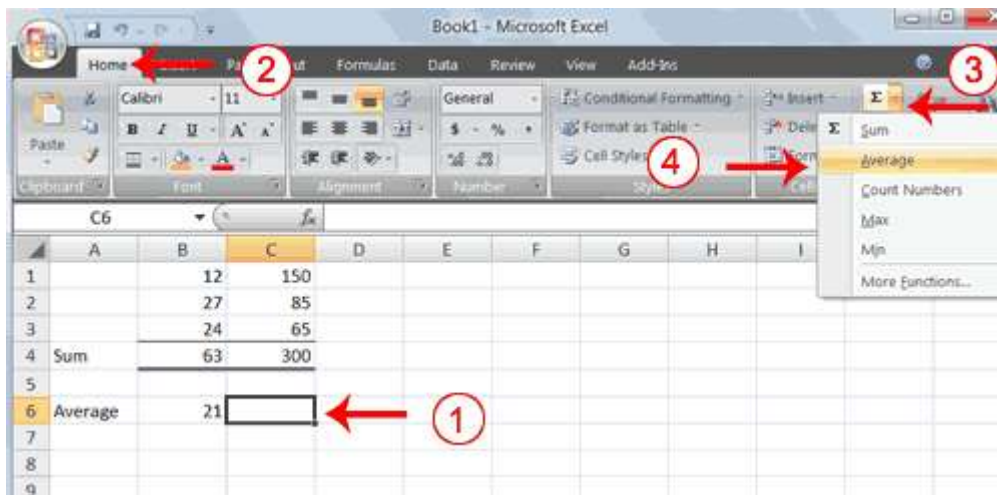 Book1 - Microsoft Excel
Home 2 Formulas Data Review View Add-Ins 3
Calibri 11 General Conditional Formatting Insert Σ
Paste B I U A A $ % , Format as Table Σ Sum
A .00 Cell Styles 4 Average
Clipboard Font Alignment Number Count Numbers
Max
Min
More Functions...
C6 fx
A B C D E F G H I
1 12 150
2 27 85
3 24 65
4 Sum 63 300
5
6 Average 21 1
7
8
9